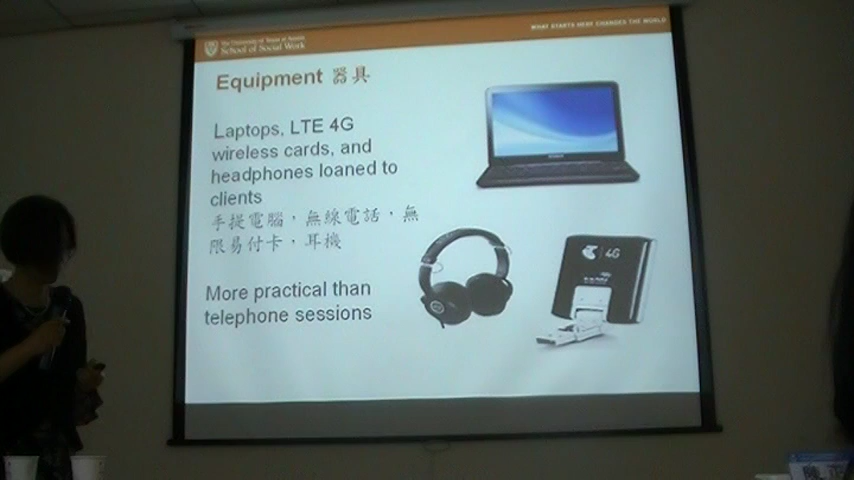 The University of Texas at Austin
School of Social Work
WHAT STARTS HERE CHANGES THE WORLD
Equipment 器具
Laptops, LTE 4G
wireless cards, and
headphones loaned to
clients
手提電腦，無線電話，無
限易付卡，耳機
More practical than
telephone sessions
4G